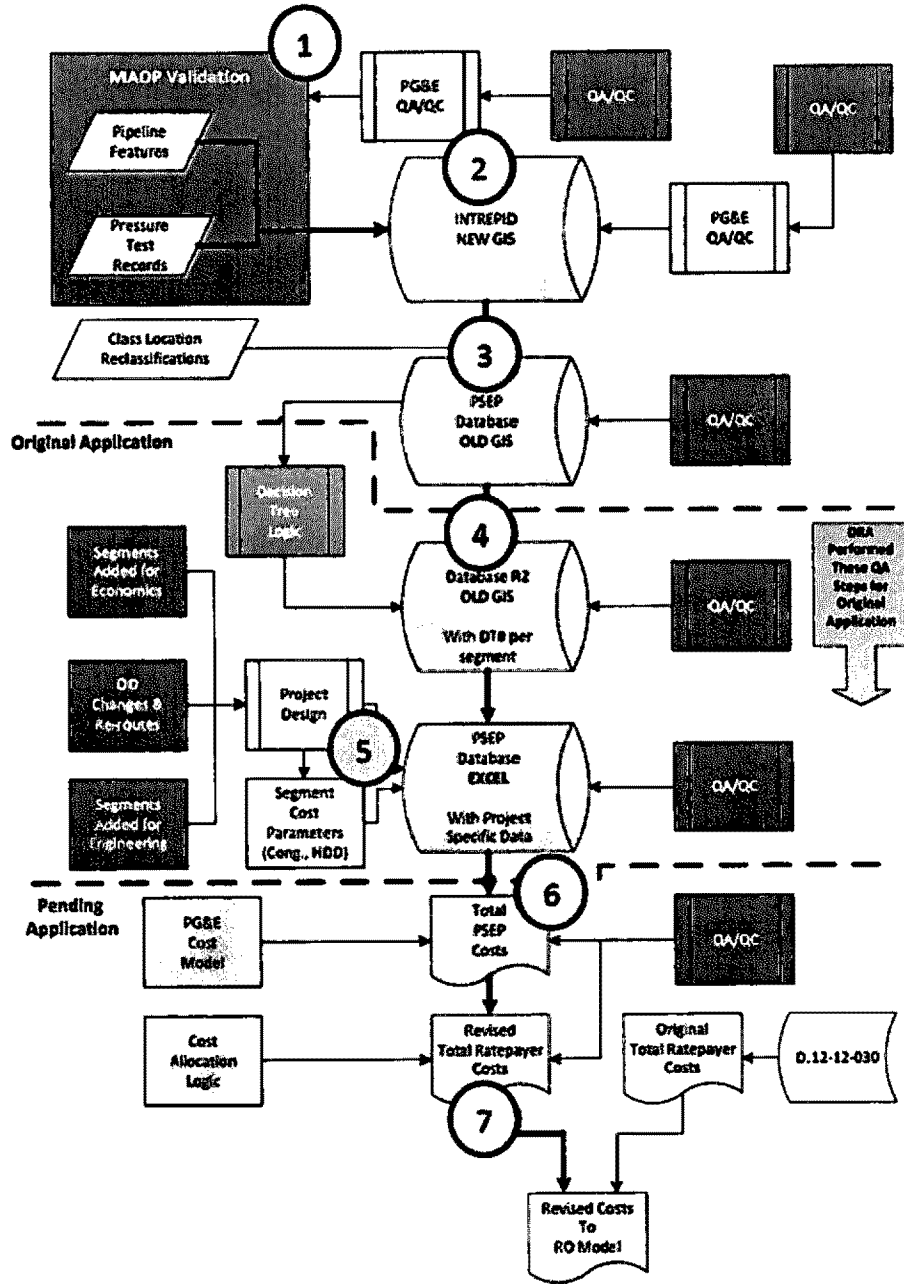 1
MAOP Validation
PG&E
QA/QC
QA/QC
QA/QC
Pipeline
Features
2
INTREPID
NEW GIS
PG&E
QA/QC
Pressure
Test
Records
Class Location
Reclassifications
3
PSEP
Database
OLD GIS
QA/QC
Original Application
Decision
Tree
Logic
4
Database R2
OLD GIS
With DT# per
segment
QA/QC
DRA
Performed
These QA
Steps for
Original
Application
Segments
Added for
Economics
OD
Changes &
Re-routes
Project
Design
5
PSEP
Database
EXCEL
With Project
Specific Data
QA/QC
Segments
Added for
Engineering
Segment
Cost
Parameters
(Cong., HDD)
6
Pending
Application
PG&E
Cost
Model
Total
PSEP
Costs
QA/QC
Cost
Allocation
Logic
Revised
Total Ratepayer
Costs
Original
Total Ratepayer
Costs
D.12-12-030
7
Revised Costs
To
RO Model